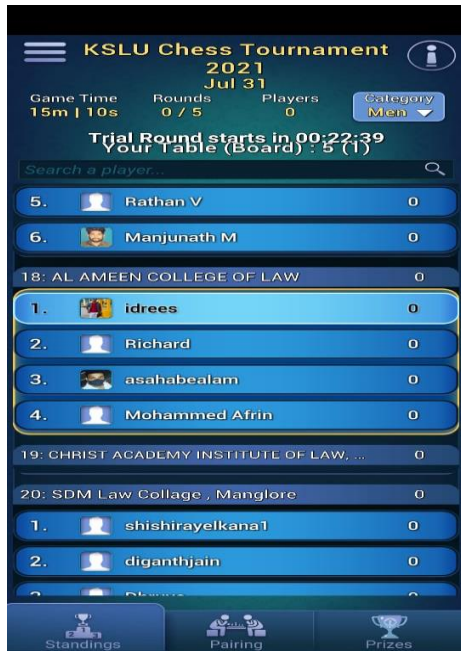 KSLU Chess Tournament
2021
Jul 31
Game Time Rounds Players Category
15m | 10s 0 / 5 0 Men
Trial Round starts in 00:22:39
Your Table (Board) : 5 (1)
Search a player...
5. Rathan V 0
6. Manjunath M 0
18: AL AMEEN COLLEGE OF LAW 0
1. idrees 0
2. Richard 0
3. asahabealam 0
4. Mohammed Afrin 0
19: CHRIST ACADEMY INSTITUTE OF LAW, ... 0
20: SDM Law Collage , Manglore 0
1. shishirayelkana1 0
2. diganthjain 0
Standings Pairing Prizes